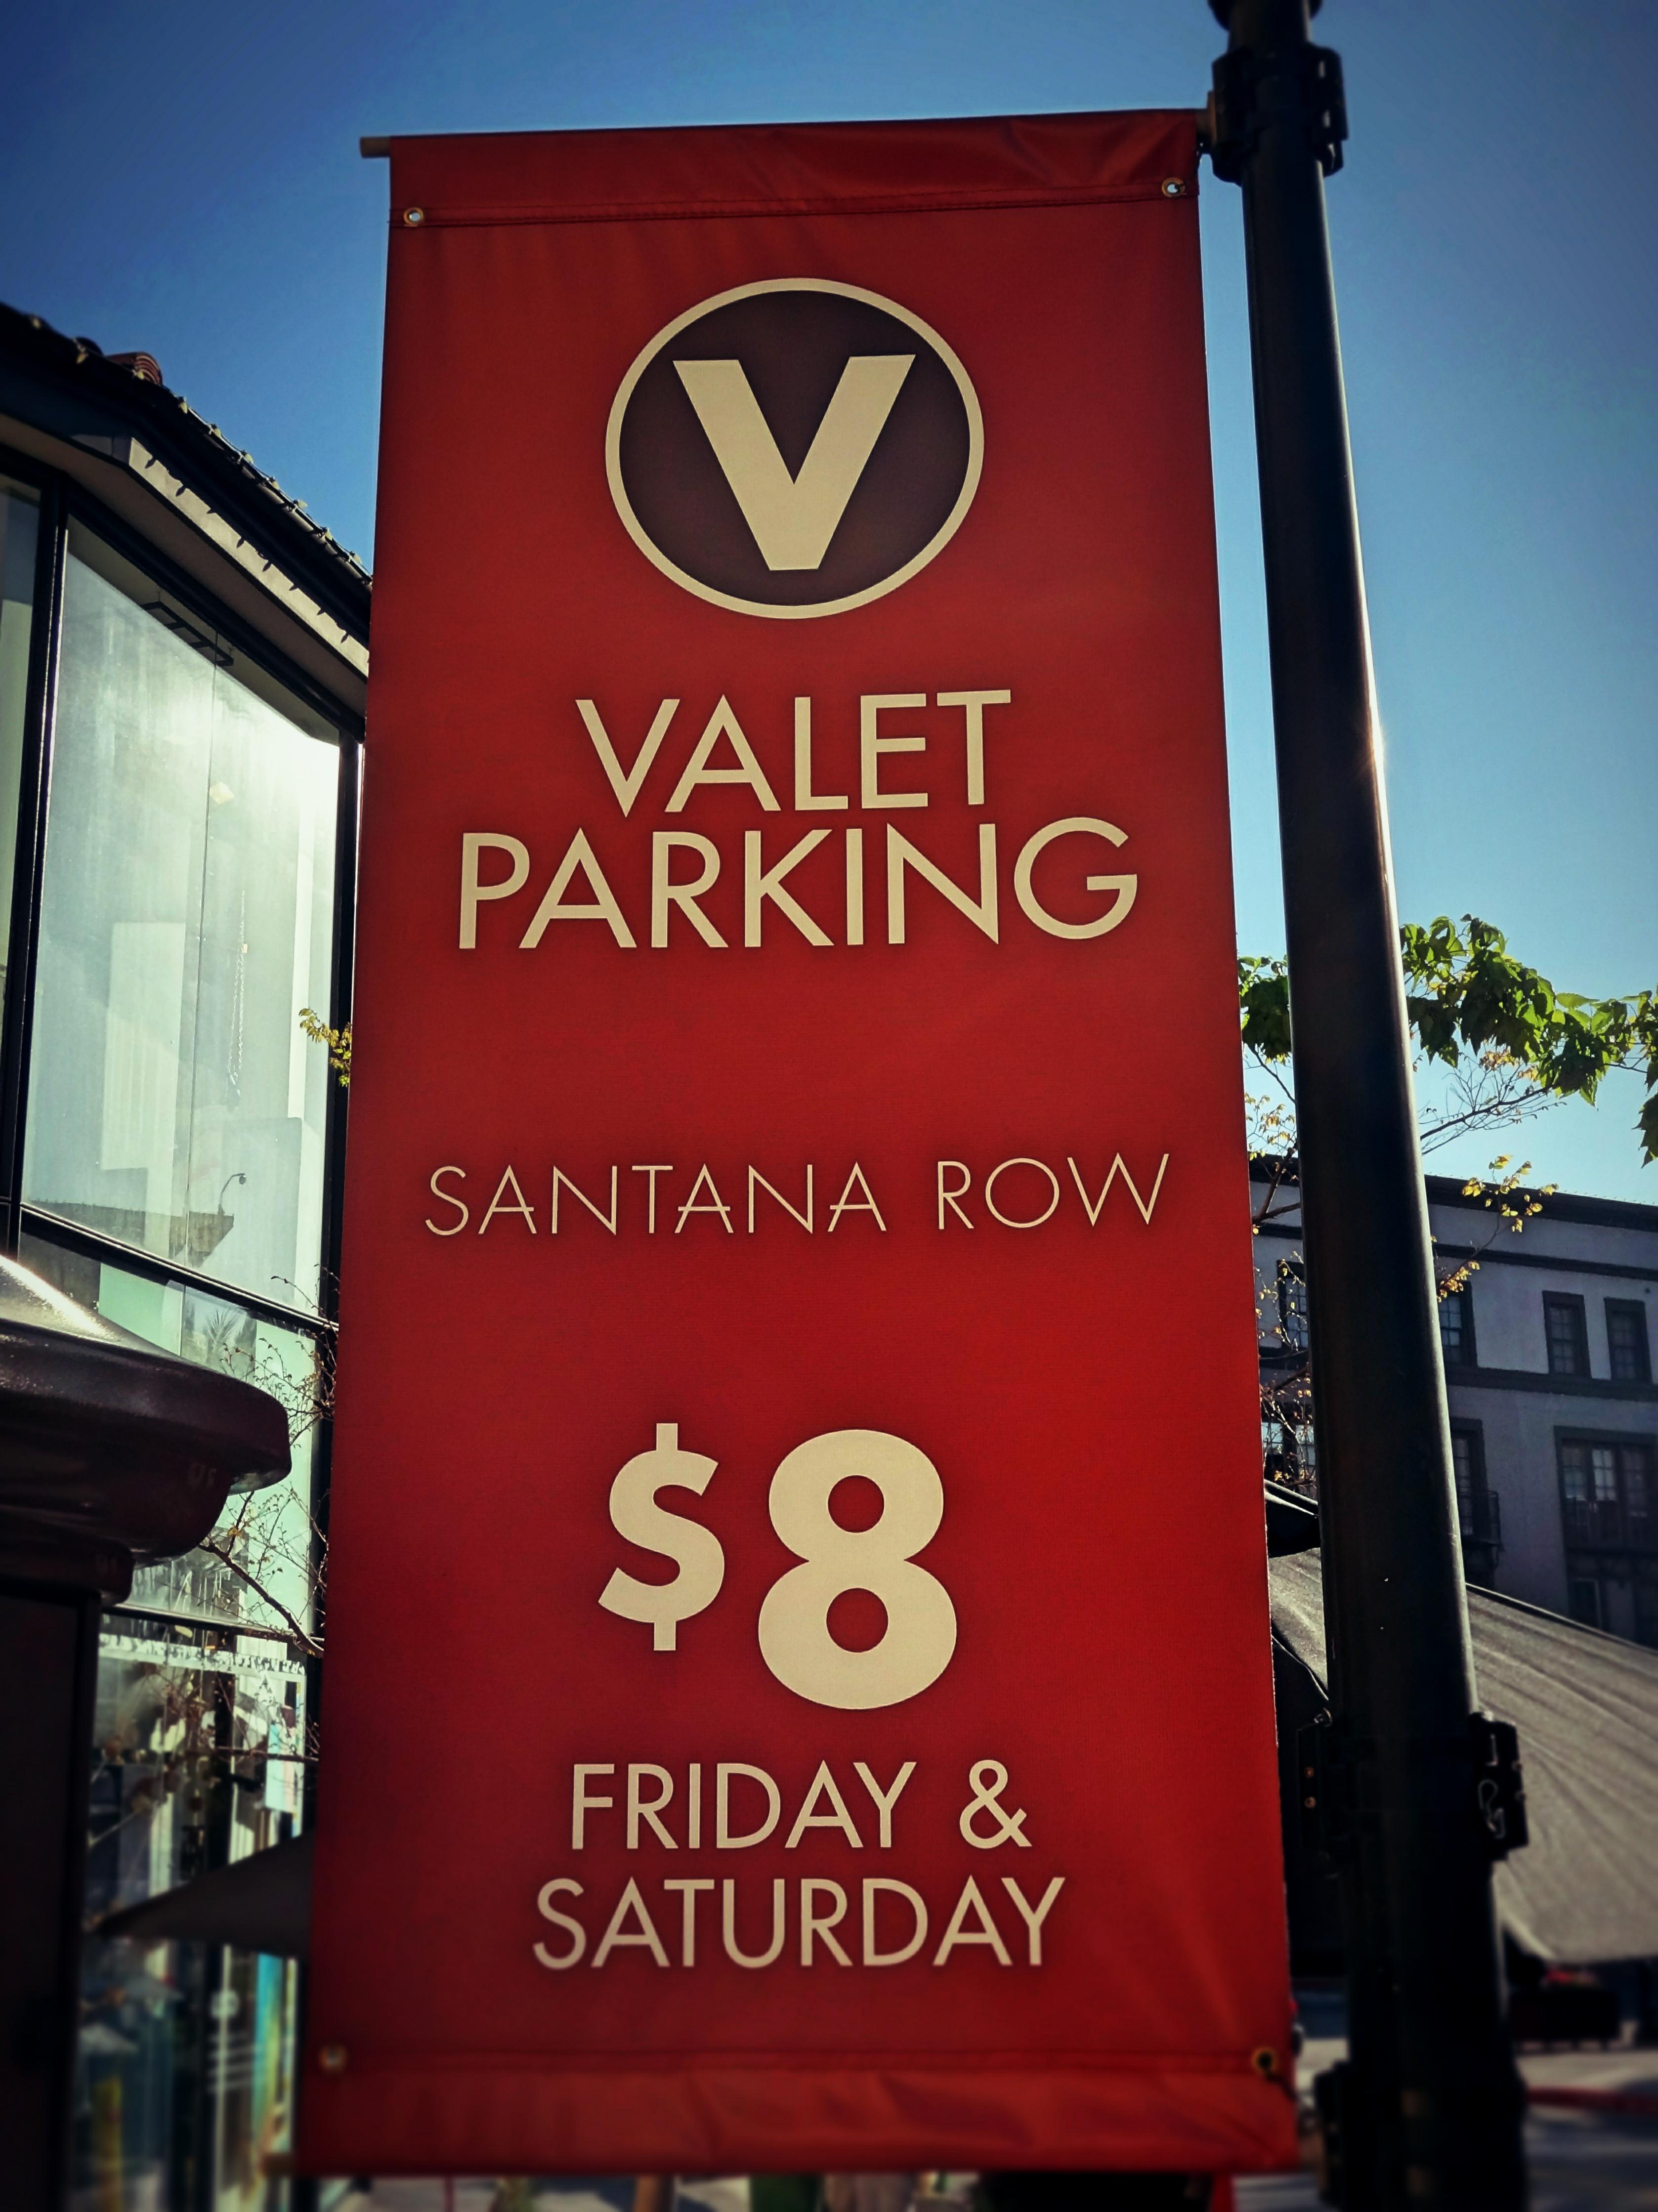 V
VALET
PARKING
SANTANA ROW
$8
FRIDAY &
SATURDAY